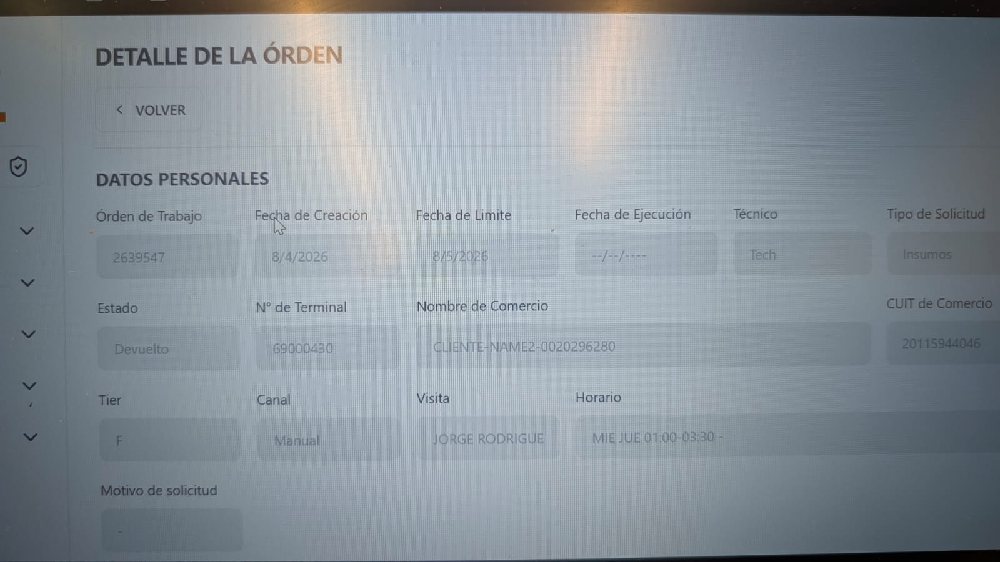 DETALLE DE LA ÓRDEN
VOLVER
DATOS PERSONALES
Órden de Trabajo Fecha de Creación Fecha de Limite Fecha de Ejecución Técnico Tipo de Solicitud
2639547 8/4/2026 8/5/2026 --/--/---- Tech Insumos
Estado N° de Terminal Nombre de Comercio CUIT de Comercio
Devuelto 69000430 CLIENTE-NAME2-0020296280 20115944046
Tier Canal Visita Horario
F Manual JORGE RODRIGUE MIE JUE 01:00-03:30 -
Motivo de solicitud
-